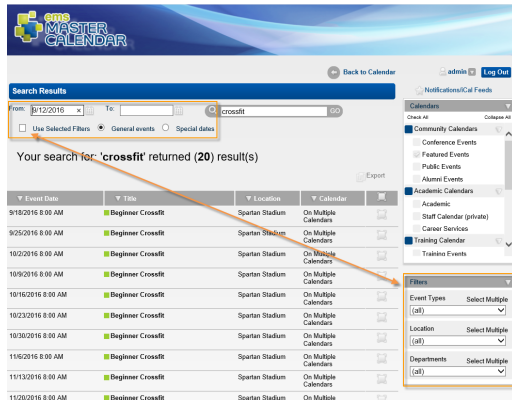 ems
MASTER
CALENDAR
Back to Calendar
admin
Log Out
Search Results
Notifications/iCal Feeds
From: 9/12/2016 × To: crossfit GO
Use Selected Filters General events Special dates
Your search for: 'crossfit' returned (20) result(s)
Export
Event Date Title Location Calendar
9/18/2016 8:00 AM Beginner Crossfit Spartan Stadium On Multiple
Calendars
9/25/2016 8:00 AM Beginner Crossfit Spartan Stadium On Multiple
Calendars
10/2/2016 8:00 AM Beginner Crossfit Spartan Stadium On Multiple
Calendars
10/9/2016 8:00 AM Beginner Crossfit Spartan Stadium On Multiple
Calendars
10/16/2016 8:00 AM Beginner Crossfit Spartan Stadium On Multiple
Calendars
10/23/2016 8:00 AM Beginner Crossfit Spartan Stadium On Multiple
Calendars
10/30/2016 8:00 AM Beginner Crossfit Spartan Stadium On Multiple
Calendars
11/6/2016 8:00 AM Beginner Crossfit Spartan Stadium On Multiple
Calendars
11/13/2016 8:00 AM Beginner Crossfit Spartan Stadium On Multiple
Calendars
11/20/2016 8:00 AM Beginner Crossfit Spartan Stadium On Multiple
Calendars
Check All Collapse All
Community Calendars
Conference Events
Featured Events
Public Events
Alumni Events
Academic Calendars
Academic
Staff Calendar (private)
Career Services
Training Calendar
Training Events
Filters
Event Types Select Multiple
(all)
Location Select Multiple
(all)
Departments Select Multiple
(all)